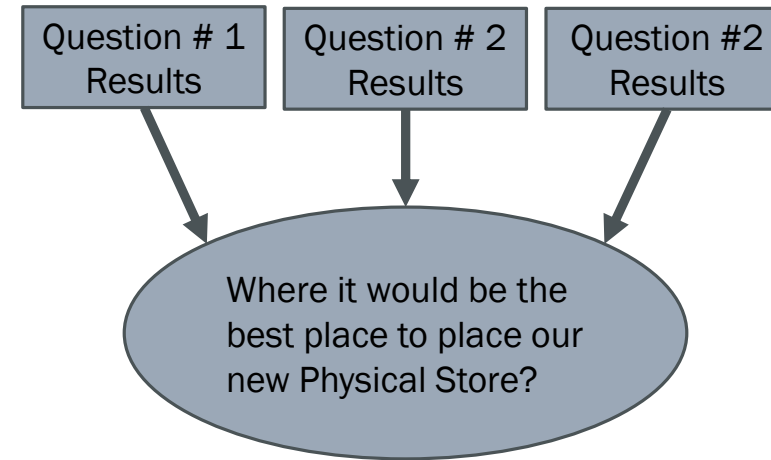 Question # 1
Results
Question # 2
Results
Question #2
Results
Where it would be the
best place to place our
new Physical Store?